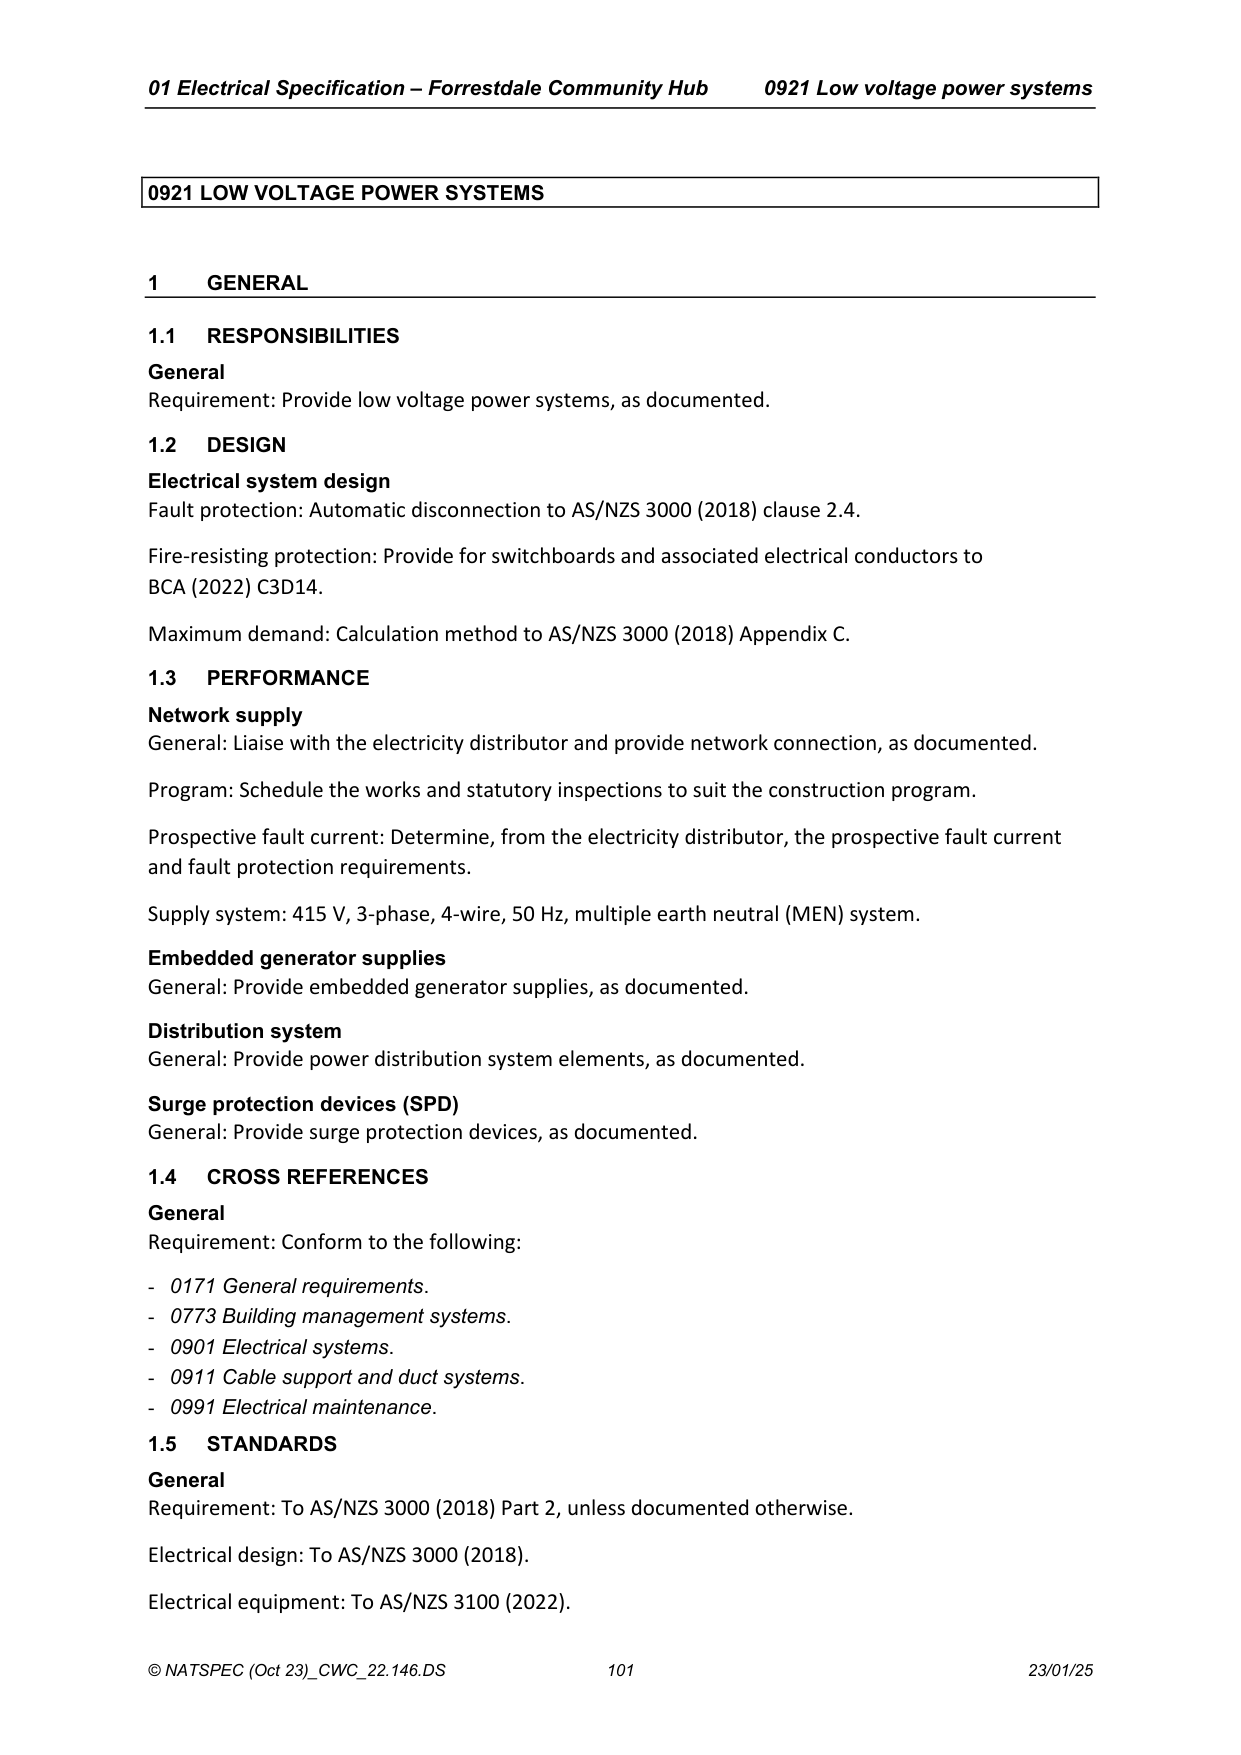 01 Electrical Specification – Forrestdale Community Hub 0921 Low voltage power systems
0921 LOW VOLTAGE POWER SYSTEMS
1 GENERAL
1.1 RESPONSIBILITIES
General
Requirement: Provide low voltage power systems, as documented.
1.2 DESIGN
Electrical system design
Fault protection: Automatic disconnection to AS/NZS 3000 (2018) clause 2.4.
Fire-resisting protection: Provide for switchboards and associated electrical conductors to
BCA (2022) C3D14.
Maximum demand: Calculation method to AS/NZS 3000 (2018) Appendix C.
1.3 PERFORMANCE
Network supply
General: Liaise with the electricity distributor and provide network connection, as documented.
Program: Schedule the works and statutory inspections to suit the construction program.
Prospective fault current: Determine, from the electricity distributor, the prospective fault current
and fault protection requirements.
Supply system: 415 V, 3-phase, 4-wire, 50 Hz, multiple earth neutral (MEN) system.
Embedded generator supplies
General: Provide embedded generator supplies, as documented.
Distribution system
General: Provide power distribution system elements, as documented.
Surge protection devices (SPD)
General: Provide surge protection devices, as documented.
1.4 CROSS REFERENCES
General
Requirement: Conform to the following:
- 0171 General requirements.
- 0773 Building management systems.
- 0901 Electrical systems.
- 0911 Cable support and duct systems.
- 0991 Electrical maintenance.
1.5 STANDARDS
General
Requirement: To AS/NZS 3000 (2018) Part 2, unless documented otherwise.
Electrical design: To AS/NZS 3000 (2018).
Electrical equipment: To AS/NZS 3100 (2022).
© NATSPEC (Oct 23)_CWC_22.146.DS 101 23/01/25